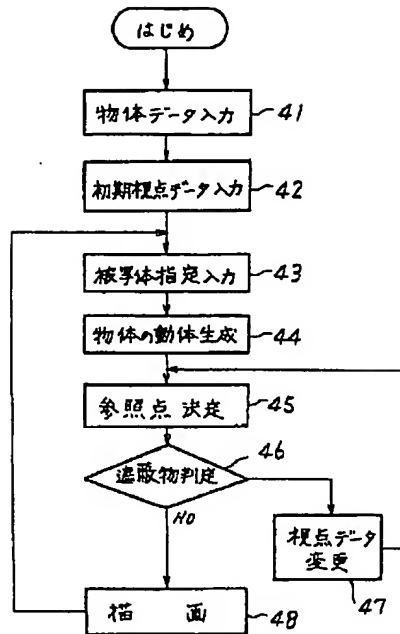 はじめ
物体データ入力
41
初期視点データ入力
42
被写体指定入力
43
物体の動体生成
44
参照点 決定
45
遮蔽物判定
46
NO
視点データ
変更
47
描 画
48